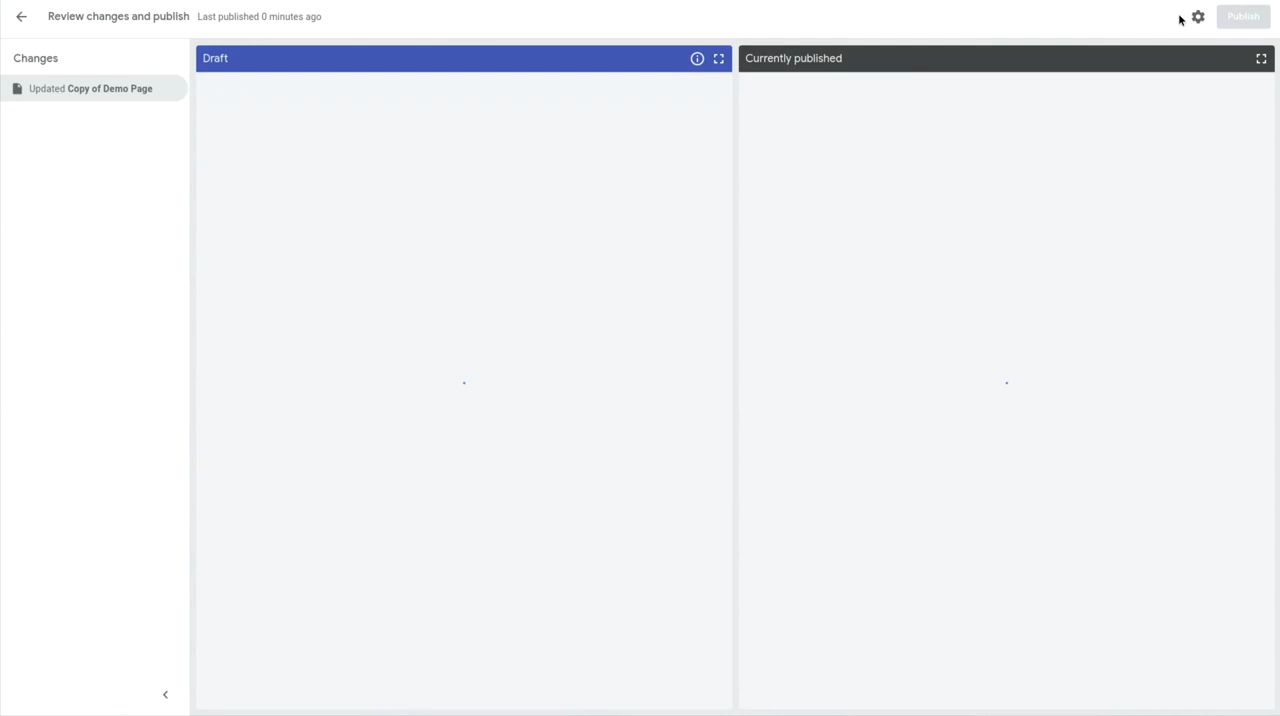 Review changes and publish Last published 0 minutes ago
Publish
Changes
Updated Copy of Demo Page
Draft
Currently published